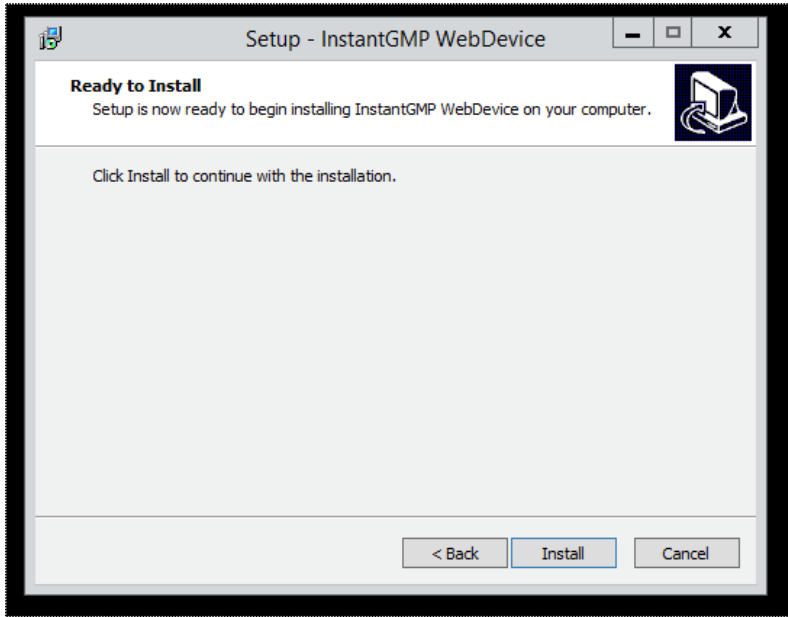 Setup - InstantGMP WebDevice
Ready to Install
Setup is now ready to begin installing InstantGMP WebDevice on your computer.
Click Install to continue with the installation.
< Back
Install
Cancel